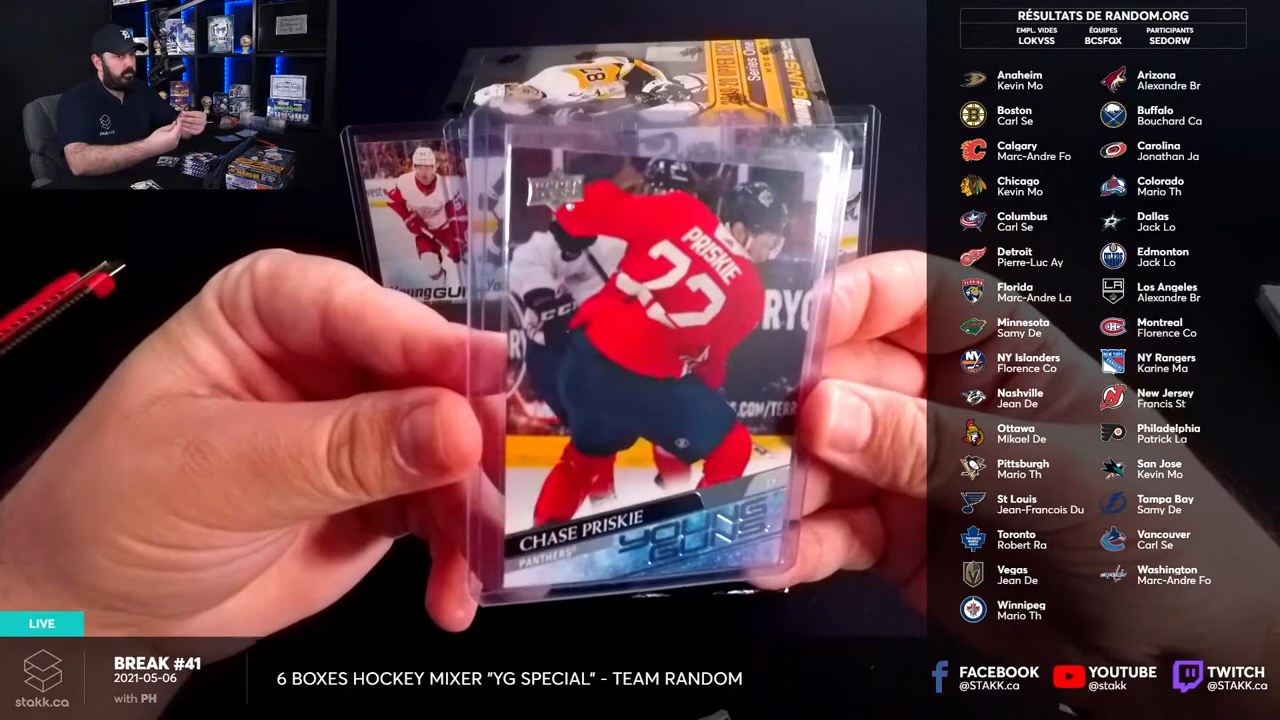 RÉSULTATS DE RANDOM.ORG
EMPL. VIDES
LOKVSS
ÉQUIPES
BCSFQX
PARTICIPANTS
SEDORW
Anaheim
Kevin Mo
Arizona
Alexandre Br
Boston
Carl Se
Buffalo
Bouchard Ca
Calgary
Marc-Andre Fo
Carolina
Jonathan Ja
Chicago
Kevin Mo
Colorado
Mario Th
Columbus
Carl Se
Dallas
Jack Lo
Detroit
Pierre-Luc Ay
Edmonton
Jack Lo
Florida
Marc-Andre La
Los Angeles
Alexandre Br
Minnesota
Samy De
Montreal
Florence Co
NY Islanders
Florence Co
NY Rangers
Karine Ma
Nashville
Jean De
New Jersey
Francis St
Ottawa
Mikael De
Philadelphia
Patrick La
Pittsburgh
Mario Th
San Jose
Kevin Mo
St Louis
Jean-Francois Du
Tampa Bay
Samy De
Toronto
Robert Ra
Vancouver
Carl Se
Vegas
Jean De
Washington
Marc-Andre Fo
Winnipeg
Mario Th
UPPER DECK
Series One
PRISKIE
22
CHASE PRISKIE
PANTHERS
YOUNG
GUNS
LIVE
stakk.ca
BREAK #41
2021-05-06
with PH
6 BOXES HOCKEY MIXER "YG SPECIAL" - TEAM RANDOM
FACEBOOK
@STAKK.ca
YOUTUBE
@stakk
TWITCH
@STAKK.ca